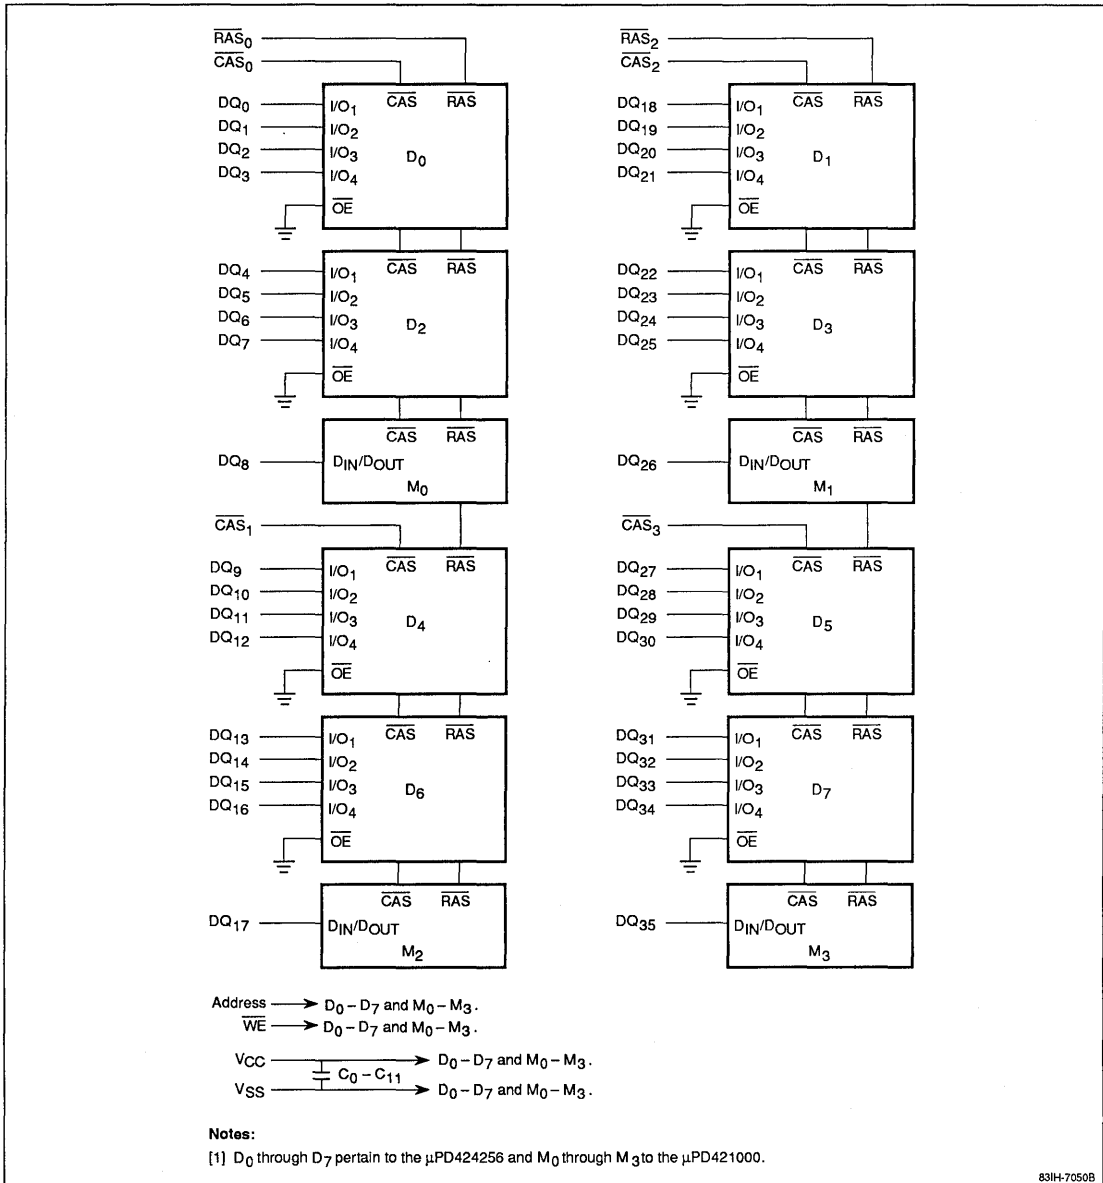 RAS0
CAS0
CAS RAS
DQ0 I/O1
DQ1 I/O2
DQ2 I/O3
DQ3 I/O4
D0
OE
CAS RAS
DQ4 I/O1
DQ5 I/O2
DQ6 I/O3
DQ7 I/O4
D2
OE
CAS RAS
DQ8 DIN/DOUT
M0
CAS1
CAS RAS
DQ9 I/O1
DQ10 I/O2
DQ11 I/O3
DQ12 I/O4
D4
OE
CAS RAS
DQ13 I/O1
DQ14 I/O2
DQ15 I/O3
DQ16 I/O4
D6
OE
CAS RAS
DQ17 DIN/DOUT
M2
RAS2
CAS2
CAS RAS
DQ18 I/O1
DQ19 I/O2
DQ20 I/O3
DQ21 I/O4
D1
OE
CAS RAS
DQ22 I/O1
DQ23 I/O2
DQ24 I/O3
DQ25 I/O4
D3
OE
CAS RAS
DQ26 DIN/DOUT
M1
CAS3
CAS RAS
DQ27 I/O1
DQ28 I/O2
DQ29 I/O3
DQ30 I/O4
D5
OE
CAS RAS
DQ31 I/O1
DQ32 I/O2
DQ33 I/O3
DQ34 I/O4
D7
OE
CAS RAS
DQ35 DIN/DOUT
M3
Address → D0 – D7 and M0 – M3.
WE → D0 – D7 and M0 – M3.
VCC → D0 – D7 and M0 – M3.
C0 – C11
VSS → D0 – D7 and M0 – M3.
Notes:
[1] D0 through D7 pertain to the µPD424256 and M0 through M3 to the µPD421000.
83IH-7050B